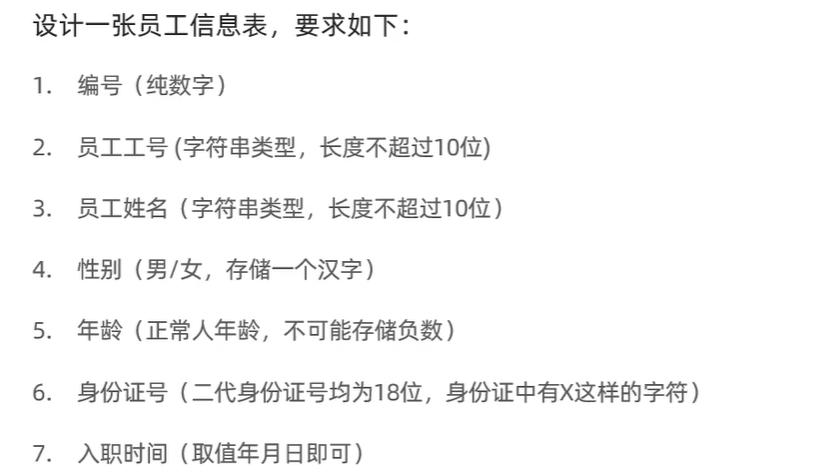 设计一张员工信息表，要求如下：
1. 编号（纯数字）
2. 员工工号 (字符串类型，长度不超过10位)
3. 员工姓名（字符串类型，长度不超过10位）
4. 性别（男/女，存储一个汉字）
5. 年龄（正常人年龄，不可能存储负数）
6. 身份证号（二代身份证号均为18位，身份证中有X这样的字符）
7. 入职时间（取值年月日即可）